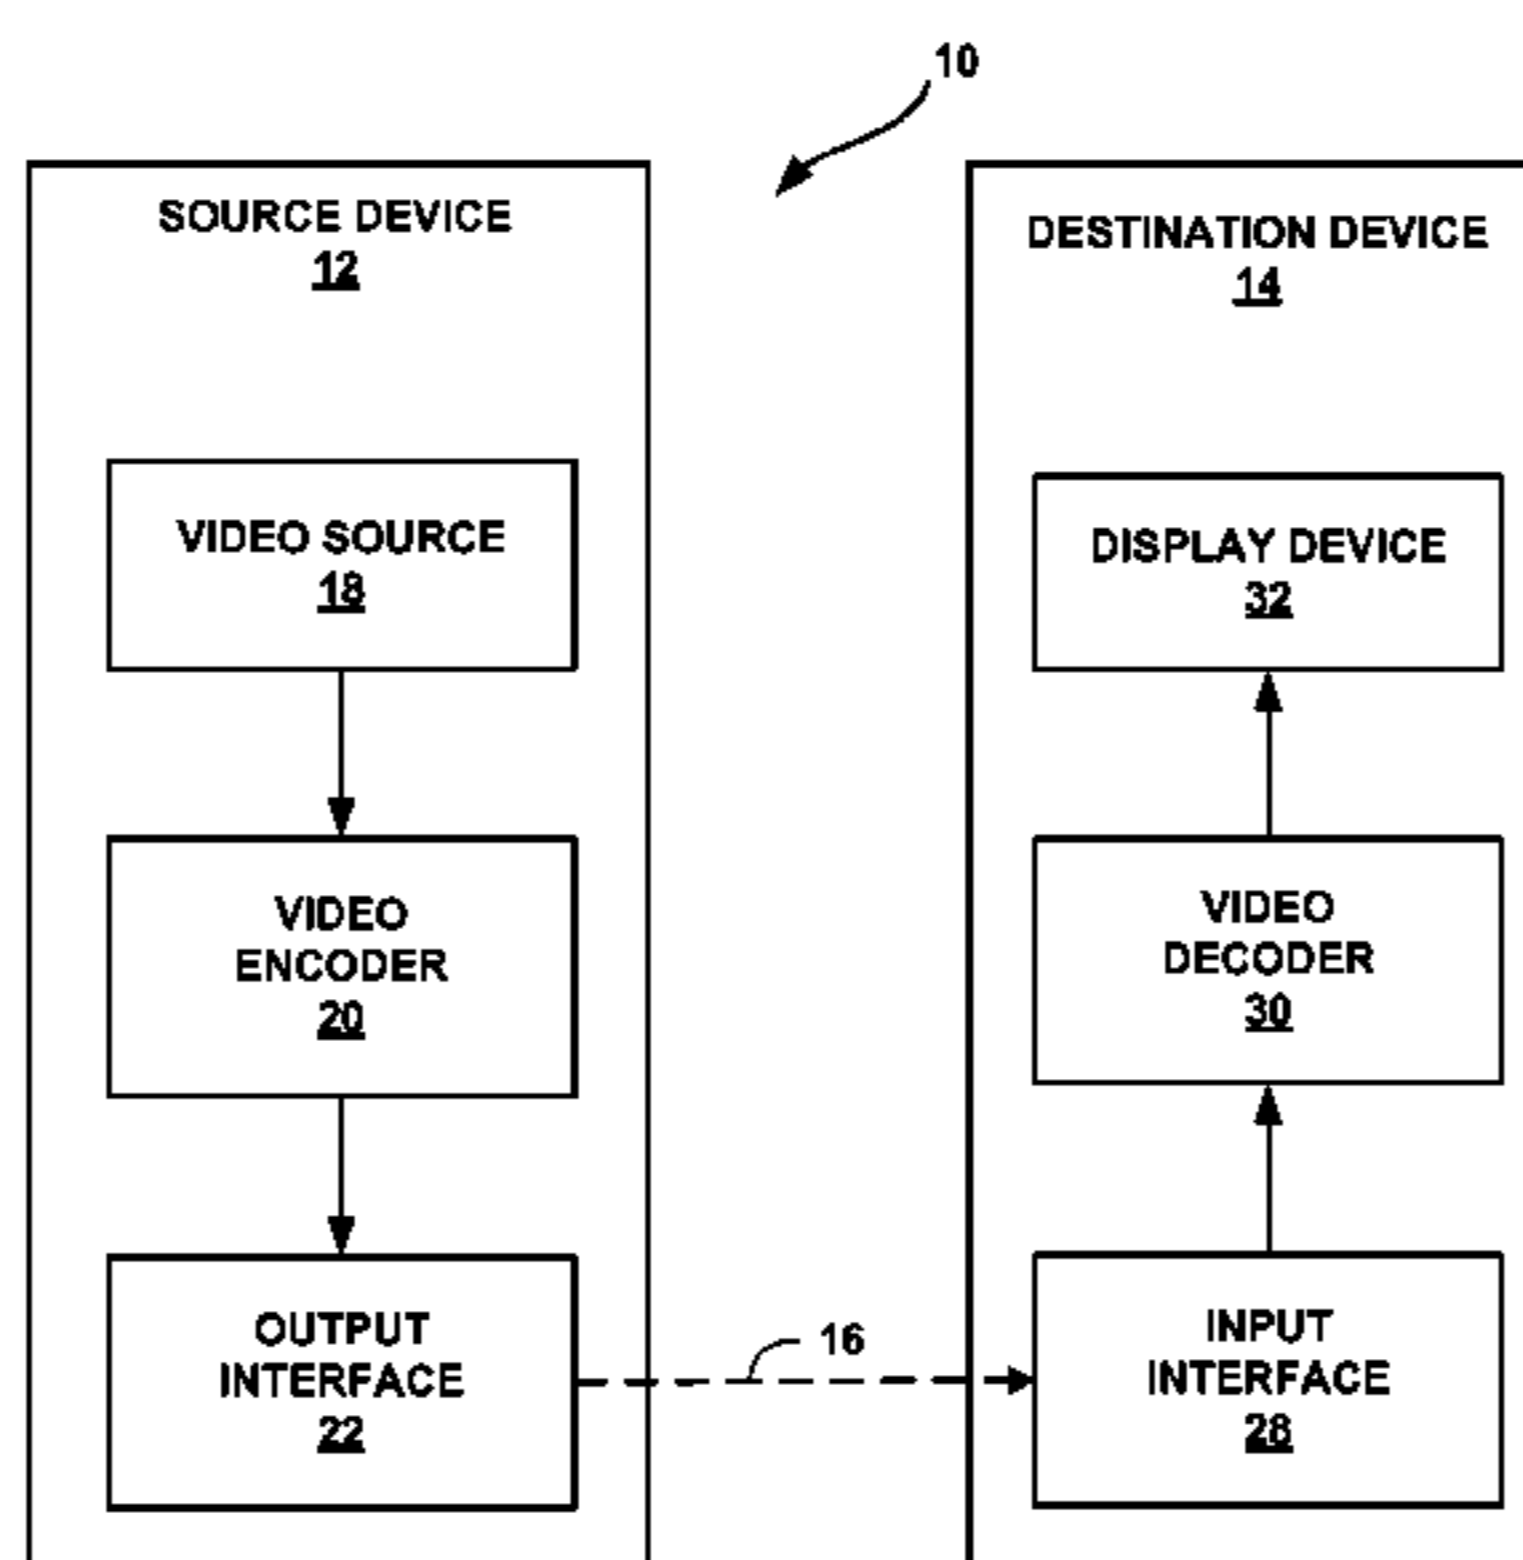 10
SOURCE DEVICE
12
VIDEO SOURCE
18
VIDEO
ENCODER
20
OUTPUT
INTERFACE
22
16
DESTINATION DEVICE
14
DISPLAY DEVICE
32
VIDEO
DECODER
30
INPUT
INTERFACE
28